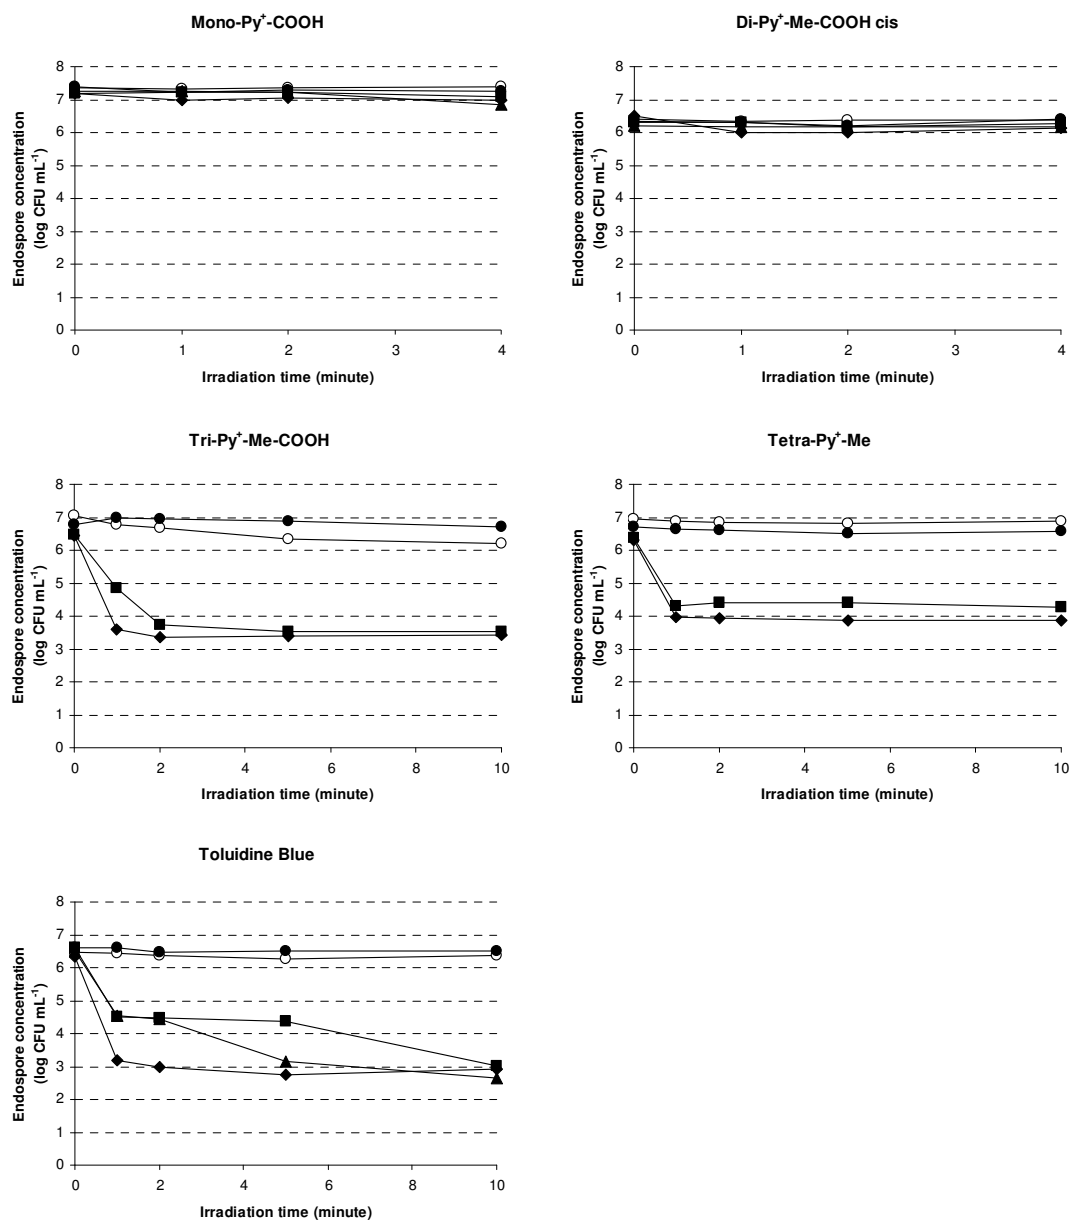 Mono-Py⁺-COOH
Endospore concentration
(log CFU mL⁻¹)
8
7
6
5
4
3
2
1
0
0 1 2 3 4
Irradiation time (minute)
Di-Py⁺-Me-COOH cis
Endospore concentration
(log CFU mL⁻¹)
8
7
6
5
4
3
2
1
0
0 1 2 3 4
Irradiation time (minute)
Tri-Py⁺-Me-COOH
Endospore concentration
(log CFU mL⁻¹)
8
7
6
5
4
3
2
1
0
0 2 4 6 8 10
Irradiation time (minute)
Tetra-Py⁺-Me
Endospore concentration
(log CFU mL⁻¹)
8
7
6
5
4
3
2
1
0
0 2 4 6 8 10
Irradiation time (minute)
Toluidine Blue
Endospore concentration
(log CFU mL⁻¹)
8
7
6
5
4
3
2
1
0
0 2 4 6 8 10
Irradiation time (minute)